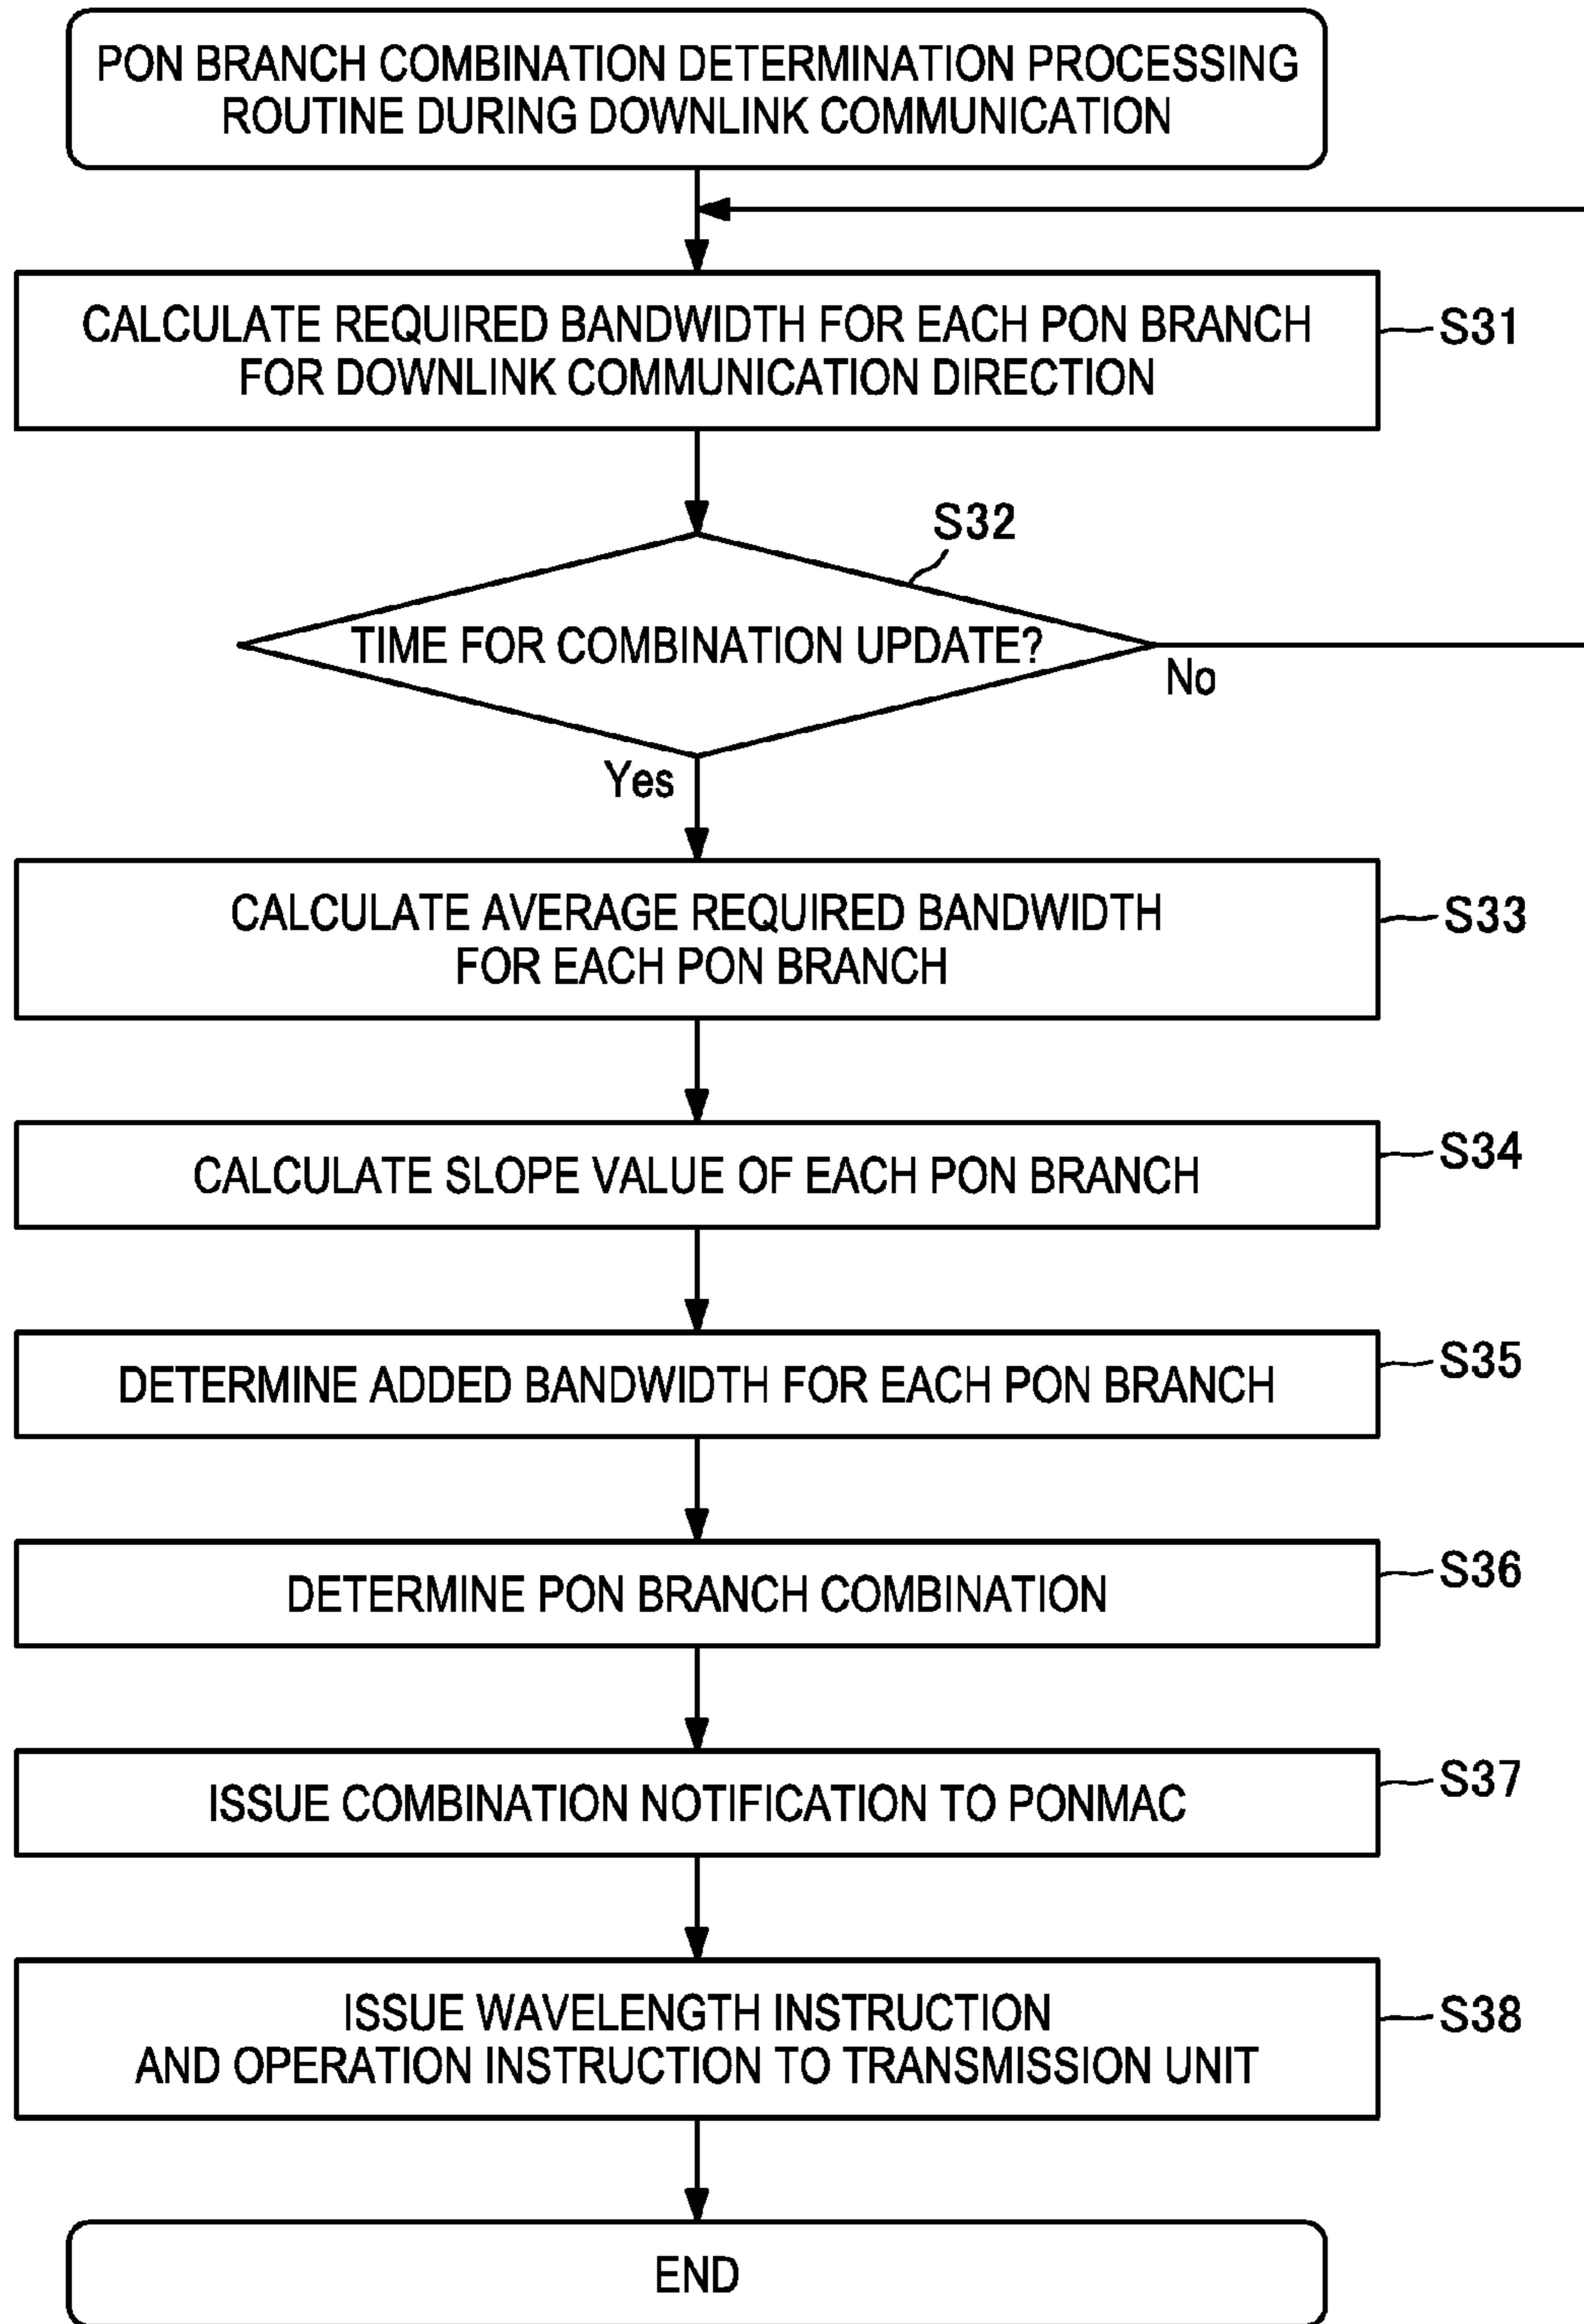 PON BRANCH COMBINATION DETERMINATION PROCESSING
ROUTINE DURING DOWNLINK COMMUNICATION
CALCULATE REQUIRED BANDWIDTH FOR EACH PON BRANCH
FOR DOWNLINK COMMUNICATION DIRECTION
S31
S32
TIME FOR COMBINATION UPDATE?
No
Yes
CALCULATE AVERAGE REQUIRED BANDWIDTH
FOR EACH PON BRANCH
S33
CALCULATE SLOPE VALUE OF EACH PON BRANCH
S34
DETERMINE ADDED BANDWIDTH FOR EACH PON BRANCH
S35
DETERMINE PON BRANCH COMBINATION
S36
ISSUE COMBINATION NOTIFICATION TO PONMAC
S37
ISSUE WAVELENGTH INSTRUCTION
AND OPERATION INSTRUCTION TO TRANSMISSION UNIT
S38
END